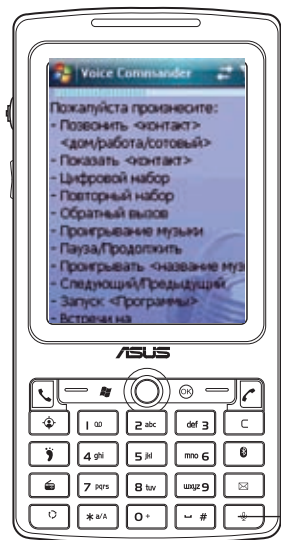 Voice Commander
Пожалуйста произнесите:
- Позвонить <контакт>
<дом/работа/сотовый>
- Показать <контакт>
- Цифровой набор
- Повторный набор
- Обратный вызов
- Проигрывание музыки
- Пауза/Продолжить
- Проигрывать <название муз
- Следующий/Предыдущий
- Запуск <Программы>
- Встречи на
ASUS
OK
1 2 abc def 3 C
4 ghi 5 jkl mno 6
7 pqrs 8 tuv wxyz 9
* a/A 0 + #